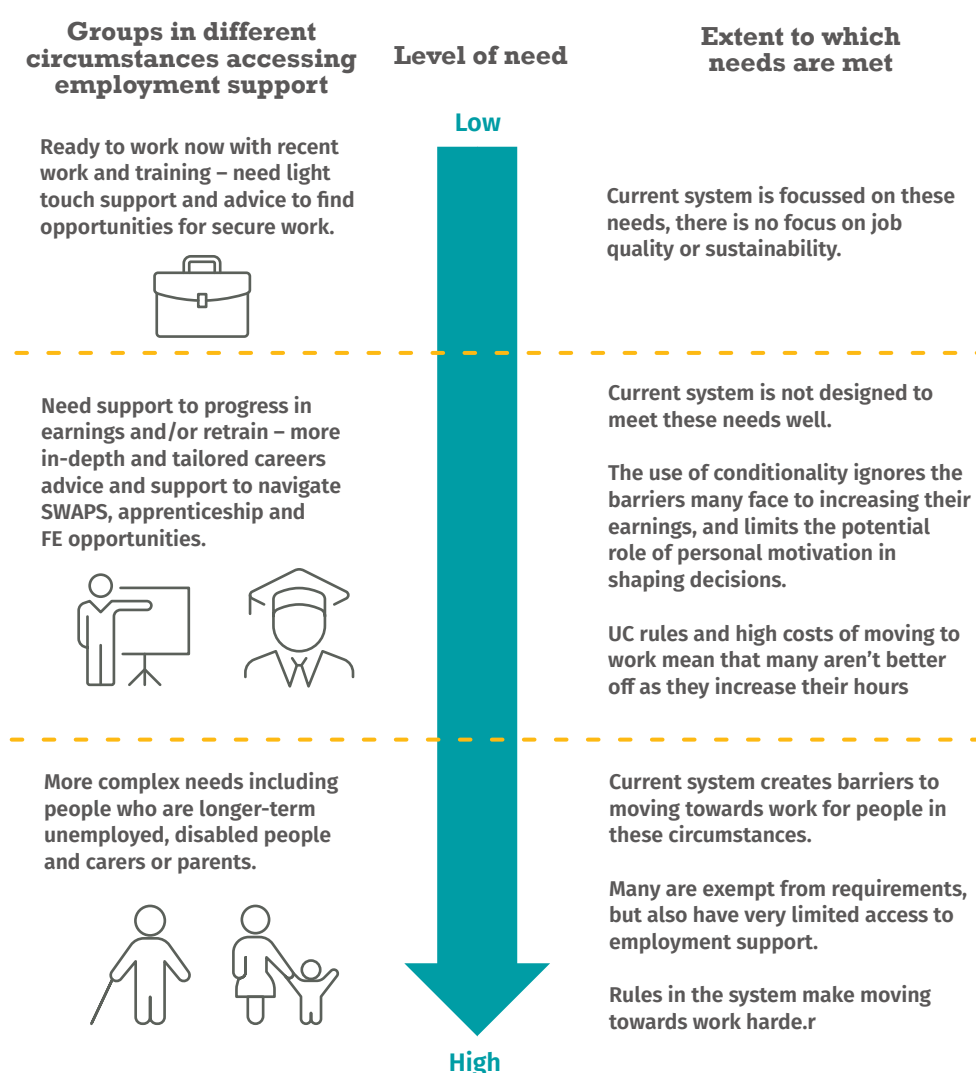 Groups in different
circumstances accessing
employment support
Level of need
Extent to which
needs are met
Low
Ready to work now with recent
work and training – need light
touch support and advice to find
opportunities for secure work.
Current system is focussed on these
needs, there is no focus on job
quality or sustainability.
Need support to progress in
earnings and/or retrain – more
in-depth and tailored careers
advice and support to navigate
SWAPS, apprenticeship and
FE opportunities.
Current system is not designed to
meet these needs well.
The use of conditionality ignores the
barriers many face to increasing their
earnings, and limits the potential
role of personal motivation in
shaping decisions.
UC rules and high costs of moving to
work mean that many aren’t better
off as they increase their hours
More complex needs including
people who are longer-term
unemployed, disabled people
and carers or parents.
Current system creates barriers to
moving towards work for people in
these circumstances.
Many are exempt from requirements,
but also have very limited access to
employment support.
Rules in the system make moving
towards work harde.r
High